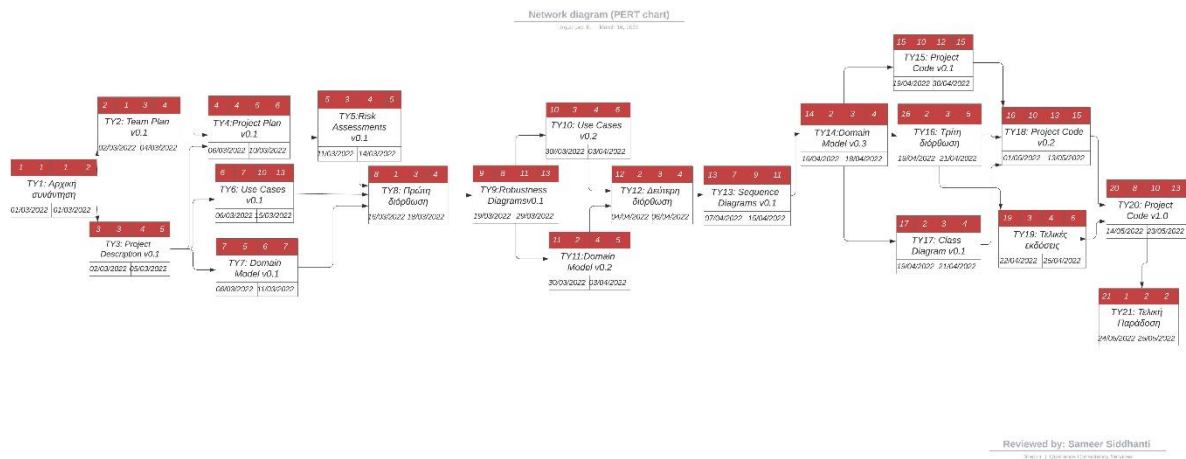 Network diagram (PERT chart)
15 10 12 15
TY15: Project
Code v0.1
19/04/2022 30/04/2022
2 1 3 4
TY2: Team Plan
v0.1
02/03/2022 04/03/2022
4 4 6 6
TY4:Project Plan
v0.1
06/03/2022 10/03/2022
5 3 4 5
TY5:Risk
Assessments
v0.1
11/03/2022 14/03/2022
10 3 4 6
TY10: Use Cases
v0.2
30/03/2022 03/04/2022
14 2 3 4
TY14:Domain
Model v0.3
16/04/2022 18/04/2022
16 2 3 5
TY16: Τρίτη
διόρθωση
19/04/2022 21/04/2022
16 10 13 15
TY18: Project Code
v0.2
01/05/2022 13/05/2022
1 1 1 2
TY1: Αρχική
συνάντηση
01/03/2022 01/03/2022
6 7 10 13
TY6: Use Cases
v0.1
06/03/2022 15/03/2022
8 1 3 4
TY8: Πρώτη
διόρθωση
16/03/2022 18/03/2022
9 8 11 13
TY9:Robustness
Diagramsv0.1
19/03/2022 29/03/2022
12 2 3 4
TY12: Δεύτερη
διόρθωση
04/04/2022 06/04/2022
13 7 9 11
TY13: Sequence
Diagrams v0.1
07/04/2022 15/04/2022
20 8 10 13
TY20: Project
Code v1.0
14/05/2022 23/05/2022
3 3 4 5
TY3: Project
Description v0.1
02/03/2022 05/03/2022
7 5 6 7
TY7: Domain
Model v0.1
06/03/2022 11/03/2022
11 2 4 5
TY11:Domain
Model v0.2
30/03/2022 03/04/2022
17 2 3 4
TY17: Class
Diagram v0.1
19/04/2022 21/04/2022
19 3 4 6
TY19: Τελικές
εκδόσεις
22/04/2022 25/04/2022
21 1 2 2
TY21: Τελική
Παράδοση
24/05/2022 25/05/2022
Reviewed by: Sameer Siddhanti